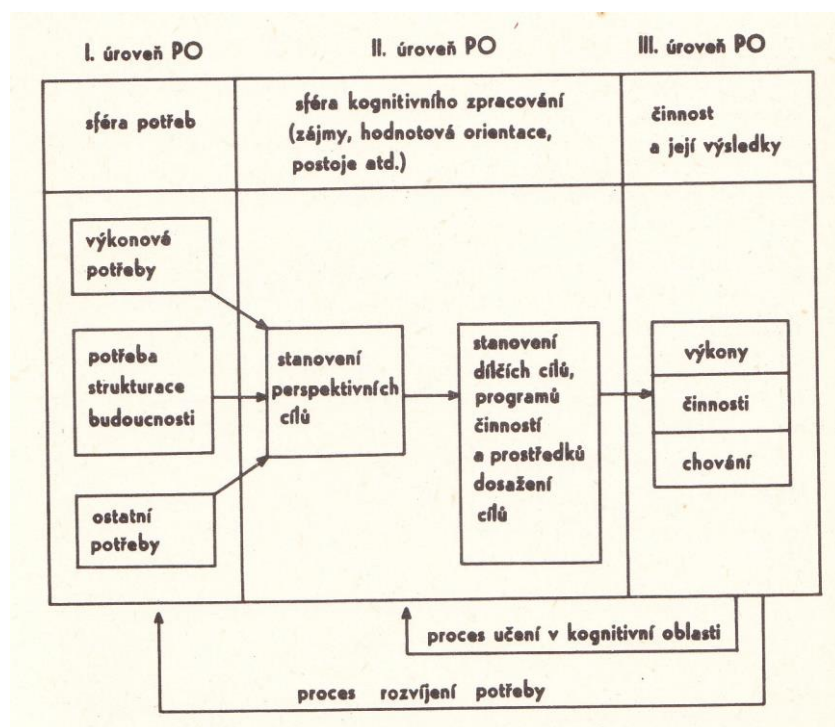 I. úroveň PO
II. úroveň PO
III. úroveň PO
sféra potřeb
sféra kognitivního zpracování
(zájmy, hodnotová orientace,
postoje atd.)
činnost
a její výsledky
výkonové
potřeby
potřeba
strukturace
budoucnosti
ostatní
potřeby
stanovení
perspektivních
cílů
stanovení
dílčích cílů,
programů
činností
a prostředků
dosažení
cílů
výkony
činnosti
chování
proces učení v kognitivní oblasti
proces rozvíjení potřeby